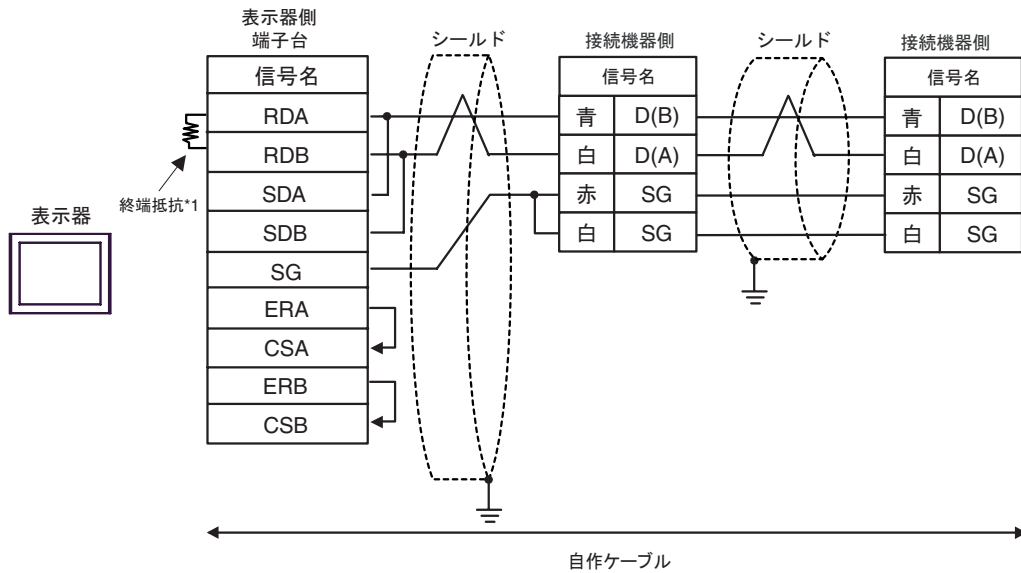 表示器側
端子台
信号名
RDA
RDB
SDA
SDB
SG
ERA
CSA
ERB
CSB
終端抵抗*1
表示器
シールド
接続機器側
信号名
青 D(B)
白 D(A)
赤 SG
白 SG
シールド
接続機器側
信号名
青 D(B)
白 D(A)
赤 SG
白 SG
自作ケーブル